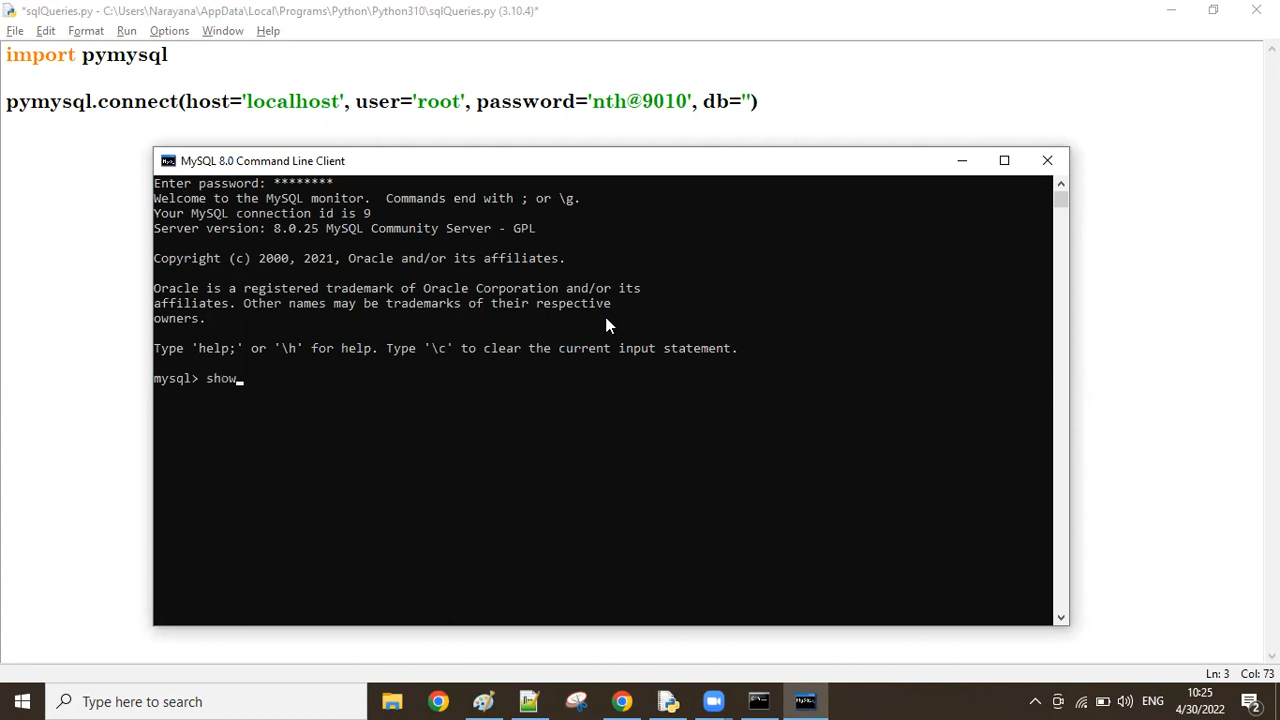 *sqlQueries.py - C:\Users\Narayana/AppData/Local/Programs/Python/Python310\sqlQueries.py (3.10.4)*
File Edit Format Run Options Window Help
import pymysql
pymysql.connect(host='localhost', user='root', password='nth@9010', db='')
MySQL 8.0 Command Line Client
Enter password: ********
Welcome to the MySQL monitor.  Commands end with ; or \g.
Your MySQL connection id is 9
Server version: 8.0.25 MySQL Community Server - GPL
Copyright (c) 2000, 2021, Oracle and/or its affiliates.
Oracle is a registered trademark of Oracle Corporation and/or its
affiliates. Other names may be trademarks of their respective
owners.
Type 'help;' or '\h' for help. Type '\c' to clear the current input statement.
mysql> show_
Ln: 3 Col: 73
Type here to search
ENG
10:25
4/30/2022
2